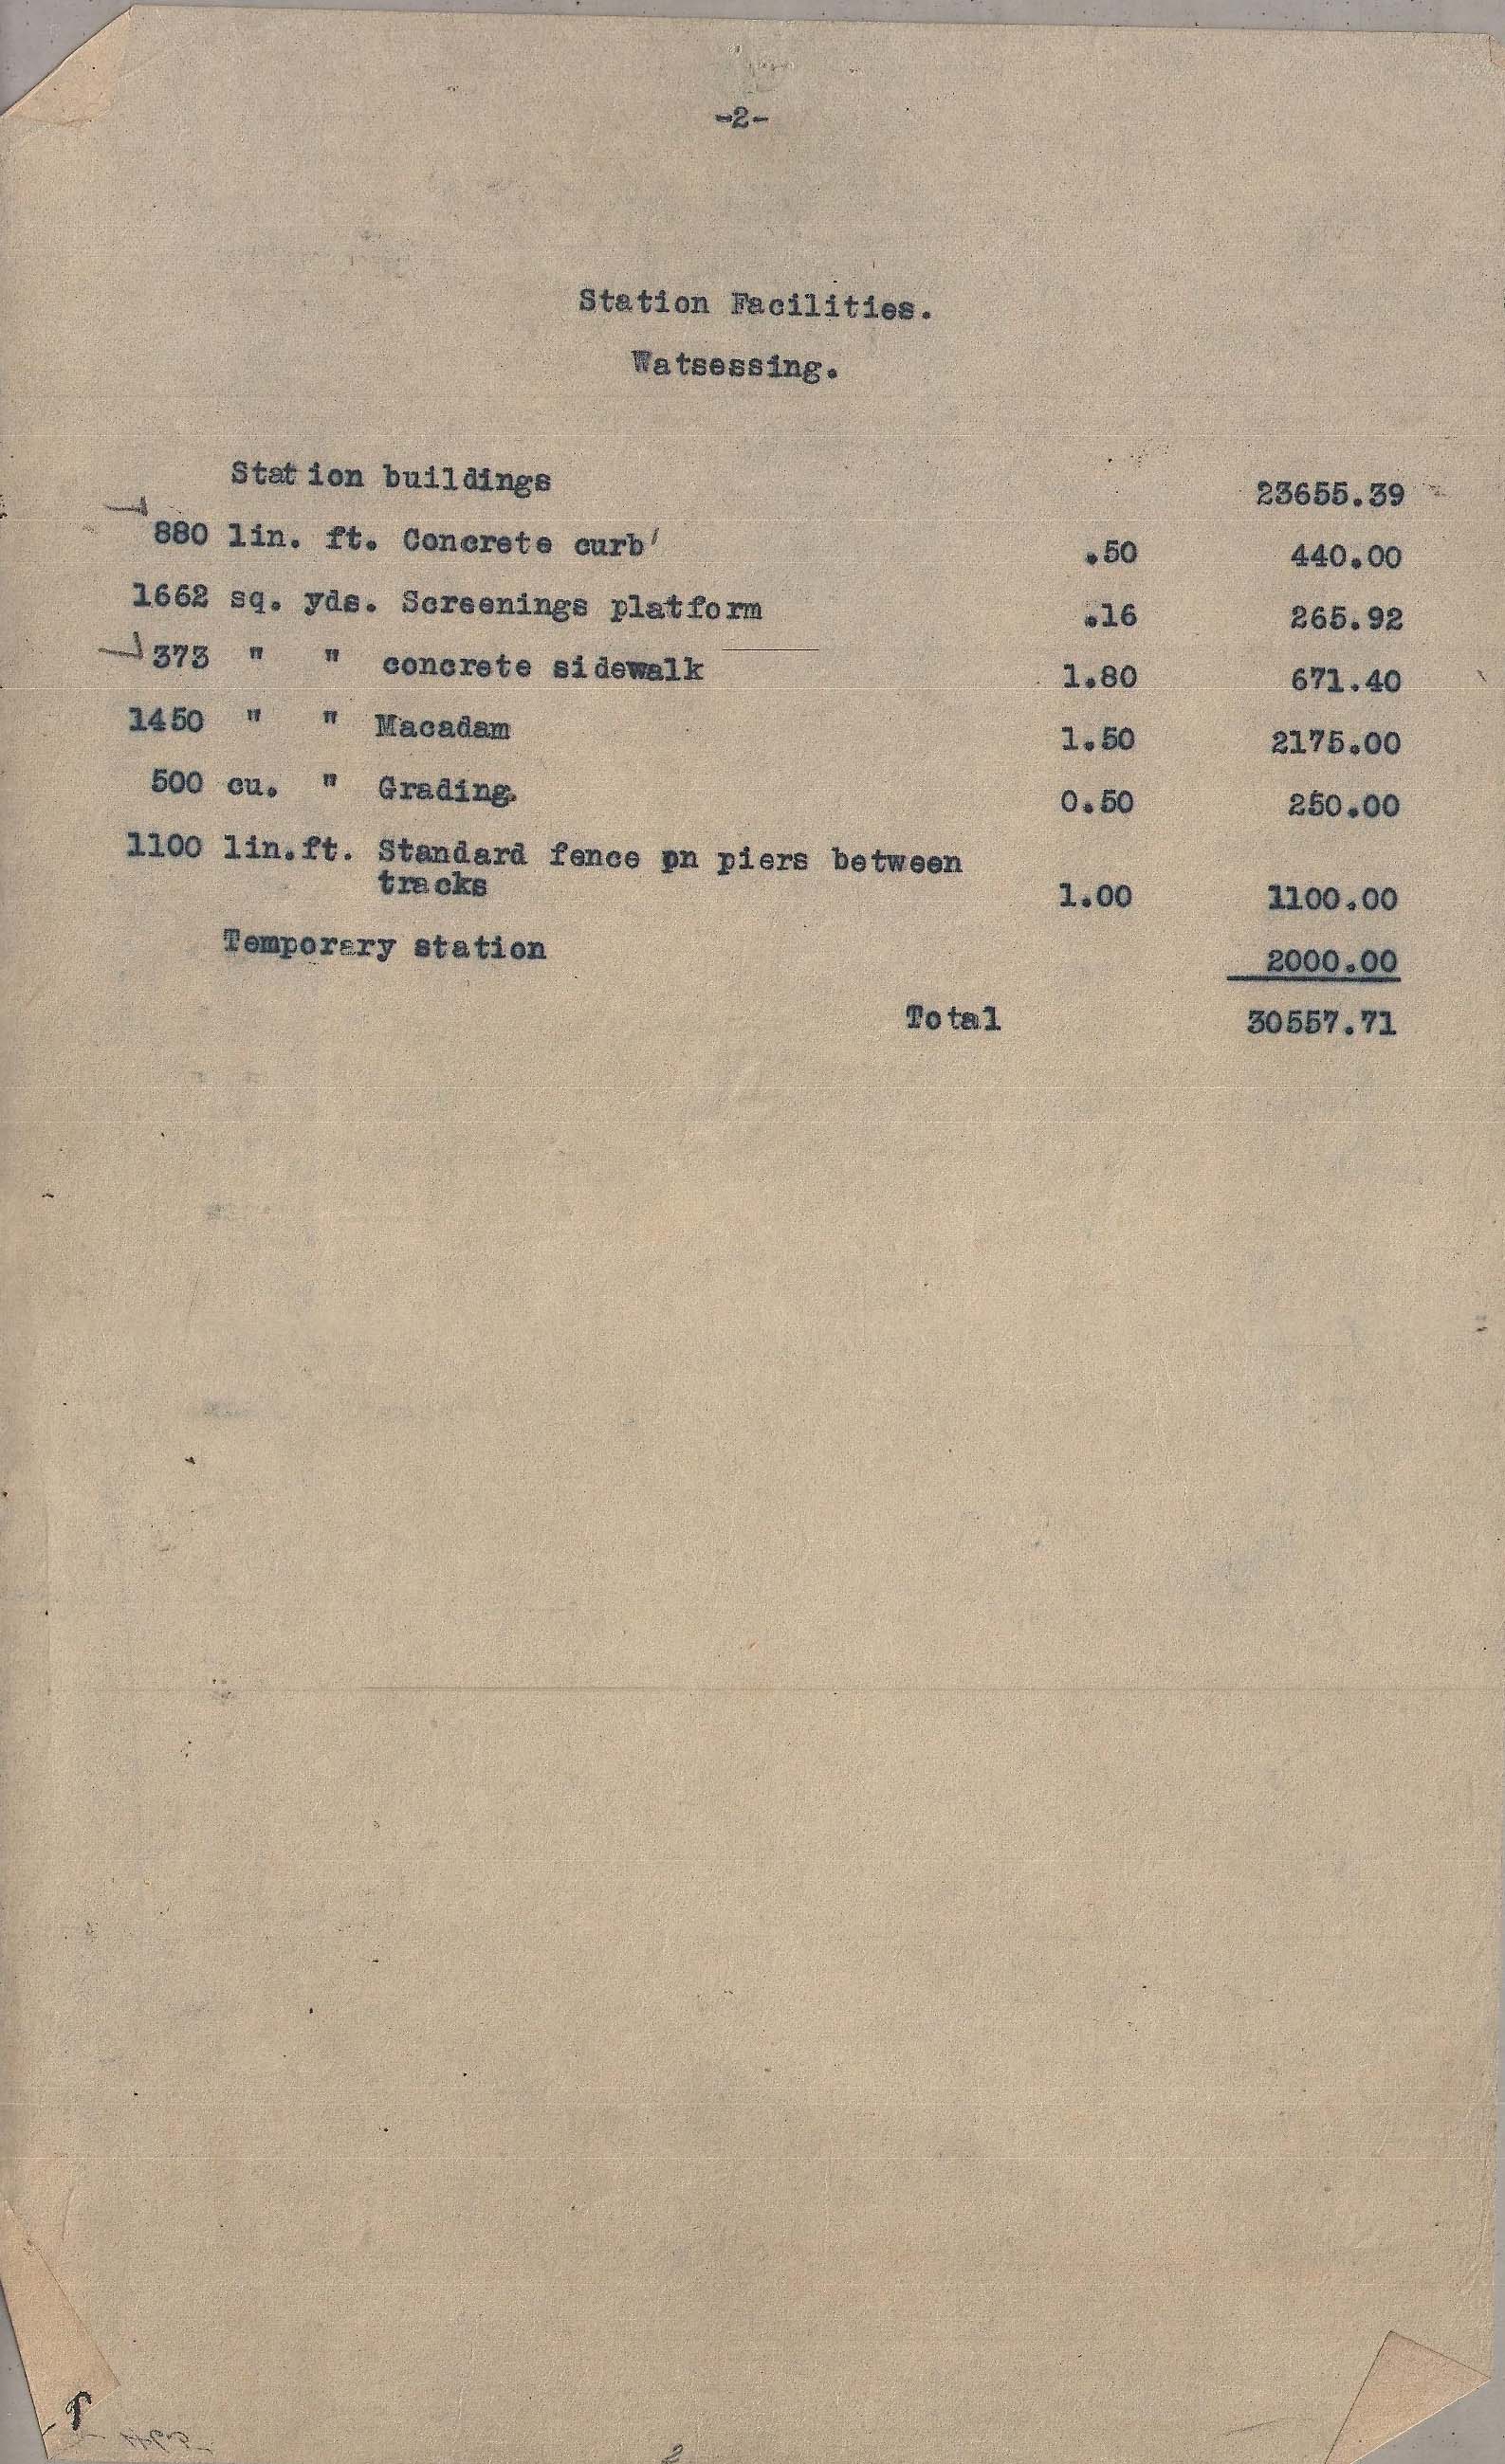 -2-
Station Facilities.
Watsessing.
Station buildings 23655.39
880 lin. ft. Concrete curb .50 440.00
1662 sq. yds. Screenings platform .16 265.92
373 " " concrete sidewalk 1.80 671.40
1450 " " Macadam 1.50 2175.00
500 cu. " Grading. 0.50 250.00
1100 lin.ft. Standard fence pn piers between
tracks 1.00 1100.00
Temporary station 2000.00
Total 30557.71
2